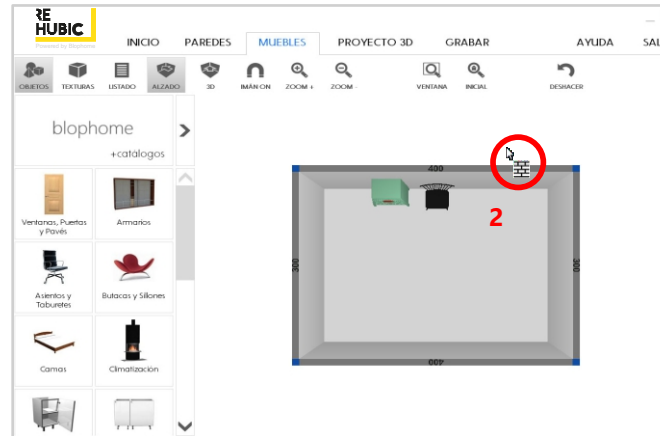 RE
HUBIC
Powered by Blophome
INICIO PAREDES MUEBLES PROYECTO 3D GRABAR AYUDA SAL
OBJETOS TEXTURAS LISTADO ALZADO 3D IMÁN ON ZOOM + ZOOM - VENTANA INICIAL DESHACER
blophome
+catálogos
Ventanas, Puertas
y Pavés
Armarios
Asientos y
Taburetes
Butacas y Sillones
Camas
Climatización
400
300
300
400
2